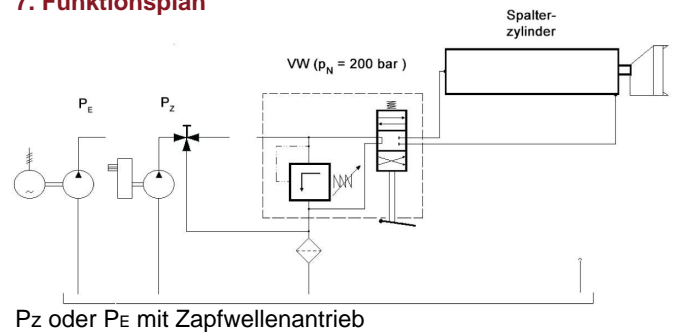 7. Funktionsplan
Spalter-
zylinder
VW (pN = 200 bar )
PE
PZ
~
~
PZ oder PE mit Zapfwellenantrieb